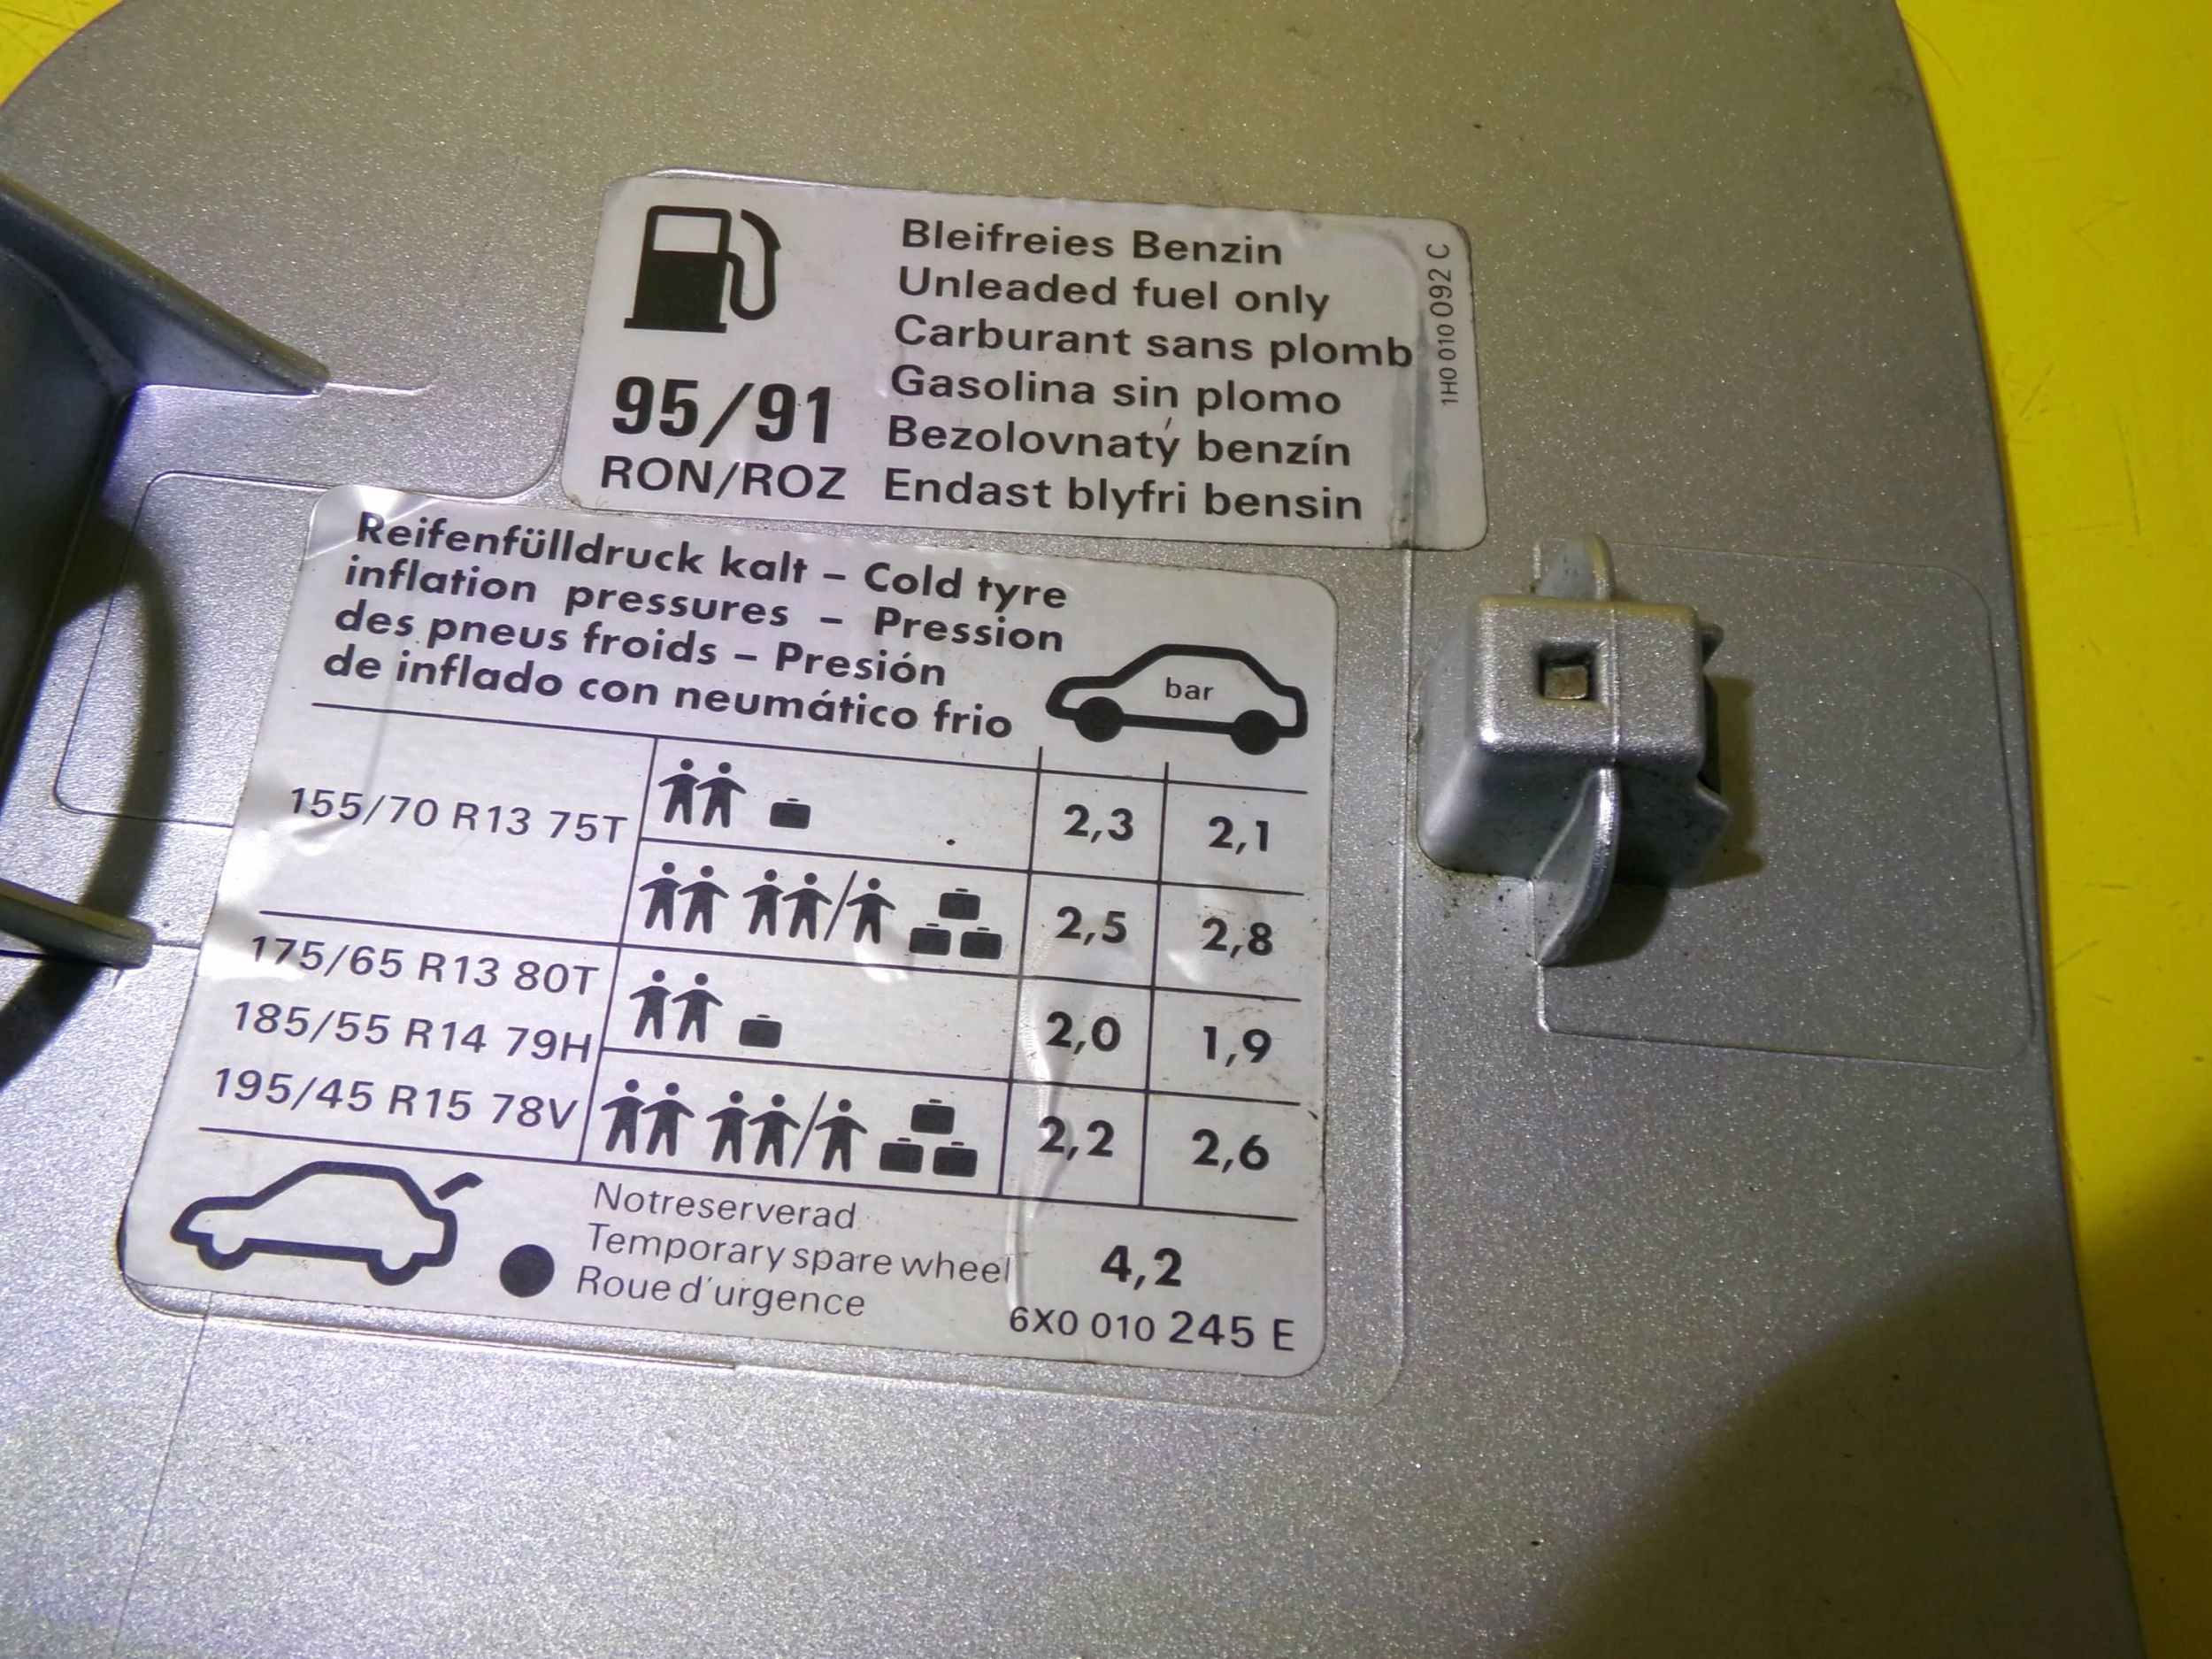 Bleifreies Benzin
Unleaded fuel only
Carburant sans plomb
Gasolina sin plomo
Bezolovnatý benzín
Endast blyfri bensin
95/91
RON/ROZ
1H0 010 092 C
Reifenfülldruck kalt – Cold tyre
inflation pressures – Pression
des pneus froids – Presión
de inflado con neumático frio
bar
155/70 R13 75T
2,3 2,1
2,5 2,8
175/65 R13 80T
185/55 R14 79H
195/45 R15 78V
2,0 1,9
2,2 2,6
Notreserverad
Temporary spare wheel
Roue d'urgence
4,2
6X0 010 245 E